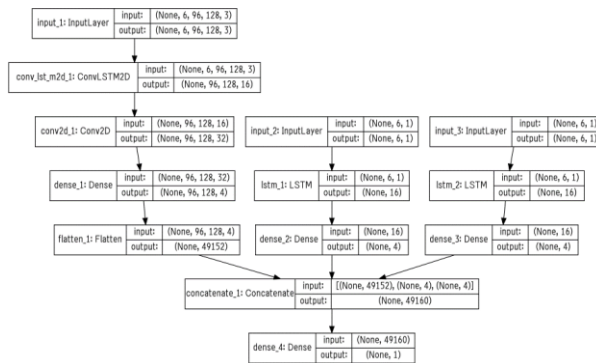 input_1: InputLayer
input: (None, 6, 96, 128, 3)
output: (None, 6, 96, 128, 3)
conv_lst_m2d_1: ConvLSTM2D
input: (None, 6, 96, 128, 3)
output: (None, 96, 128, 16)
conv2d_1: Conv2D
input: (None, 96, 128, 16)
output: (None, 96, 128, 32)
input_2: InputLayer
input: (None, 6, 1)
output: (None, 6, 1)
input_3: InputLayer
input: (None, 6, 1)
output: (None, 6, 1)
dense_1: Dense
input: (None, 96, 128, 32)
output: (None, 96, 128, 4)
lstm_1: LSTM
input: (None, 6, 1)
output: (None, 16)
lstm_2: LSTM
input: (None, 6, 1)
output: (None, 16)
flatten_1: Flatten
input: (None, 96, 128, 4)
output: (None, 49152)
dense_2: Dense
input: (None, 16)
output: (None, 4)
dense_3: Dense
input: (None, 16)
output: (None, 4)
concatenate_1: Concatenate
input: [(None, 49152), (None, 4), (None, 4)]
output: (None, 49160)
dense_4: Dense
input: (None, 49160)
output: (None, 1)